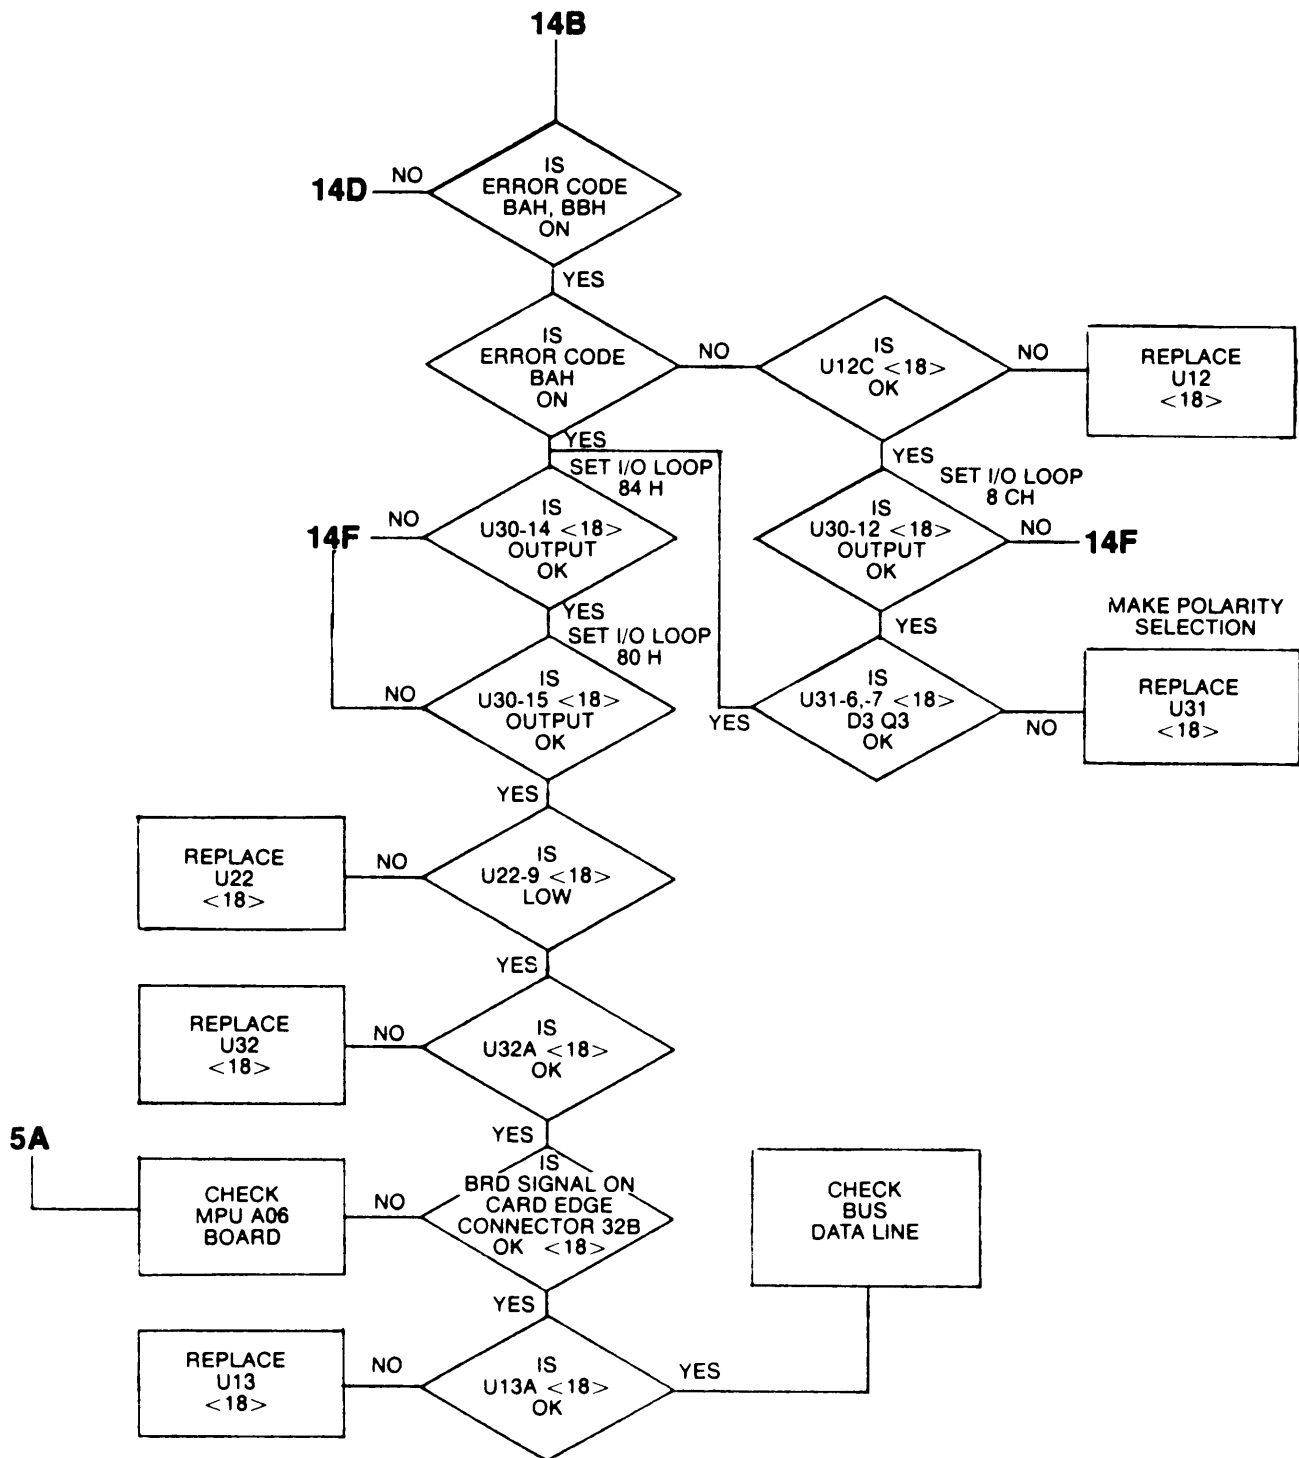 14B
IS
ERROR CODE
BAH, BBH
ON
NO
14D
YES
IS
ERROR CODE
BAH
ON
NO
IS
U12C <18>
OK
NO
REPLACE
U12
<18>
YES
SET I/O LOOP
84 H
YES
SET I/O LOOP
8 CH
14F
NO
IS
U30-14 <18>
OUTPUT
OK
IS
U30-12 <18>
OUTPUT
OK
NO
14F
YES
SET I/O LOOP
80 H
YES
MAKE POLARITY
SELECTION
NO
IS
U30-15 <18>
OUTPUT
OK
YES
IS
U31-6,-7 <18>
D3 Q3
OK
NO
REPLACE
U31
<18>
YES
REPLACE
U22
<18>
NO
IS
U22-9 <18>
LOW
YES
REPLACE
U32
<18>
NO
IS
U32A <18>
OK
YES
5A
CHECK
MPU A06
BOARD
NO
IS
BRD SIGNAL ON
CARD EDGE
CONNECTOR 32B
OK <18>
CHECK
BUS
DATA LINE
YES
REPLACE
U13
<18>
NO
IS
U13A <18>
OK
YES